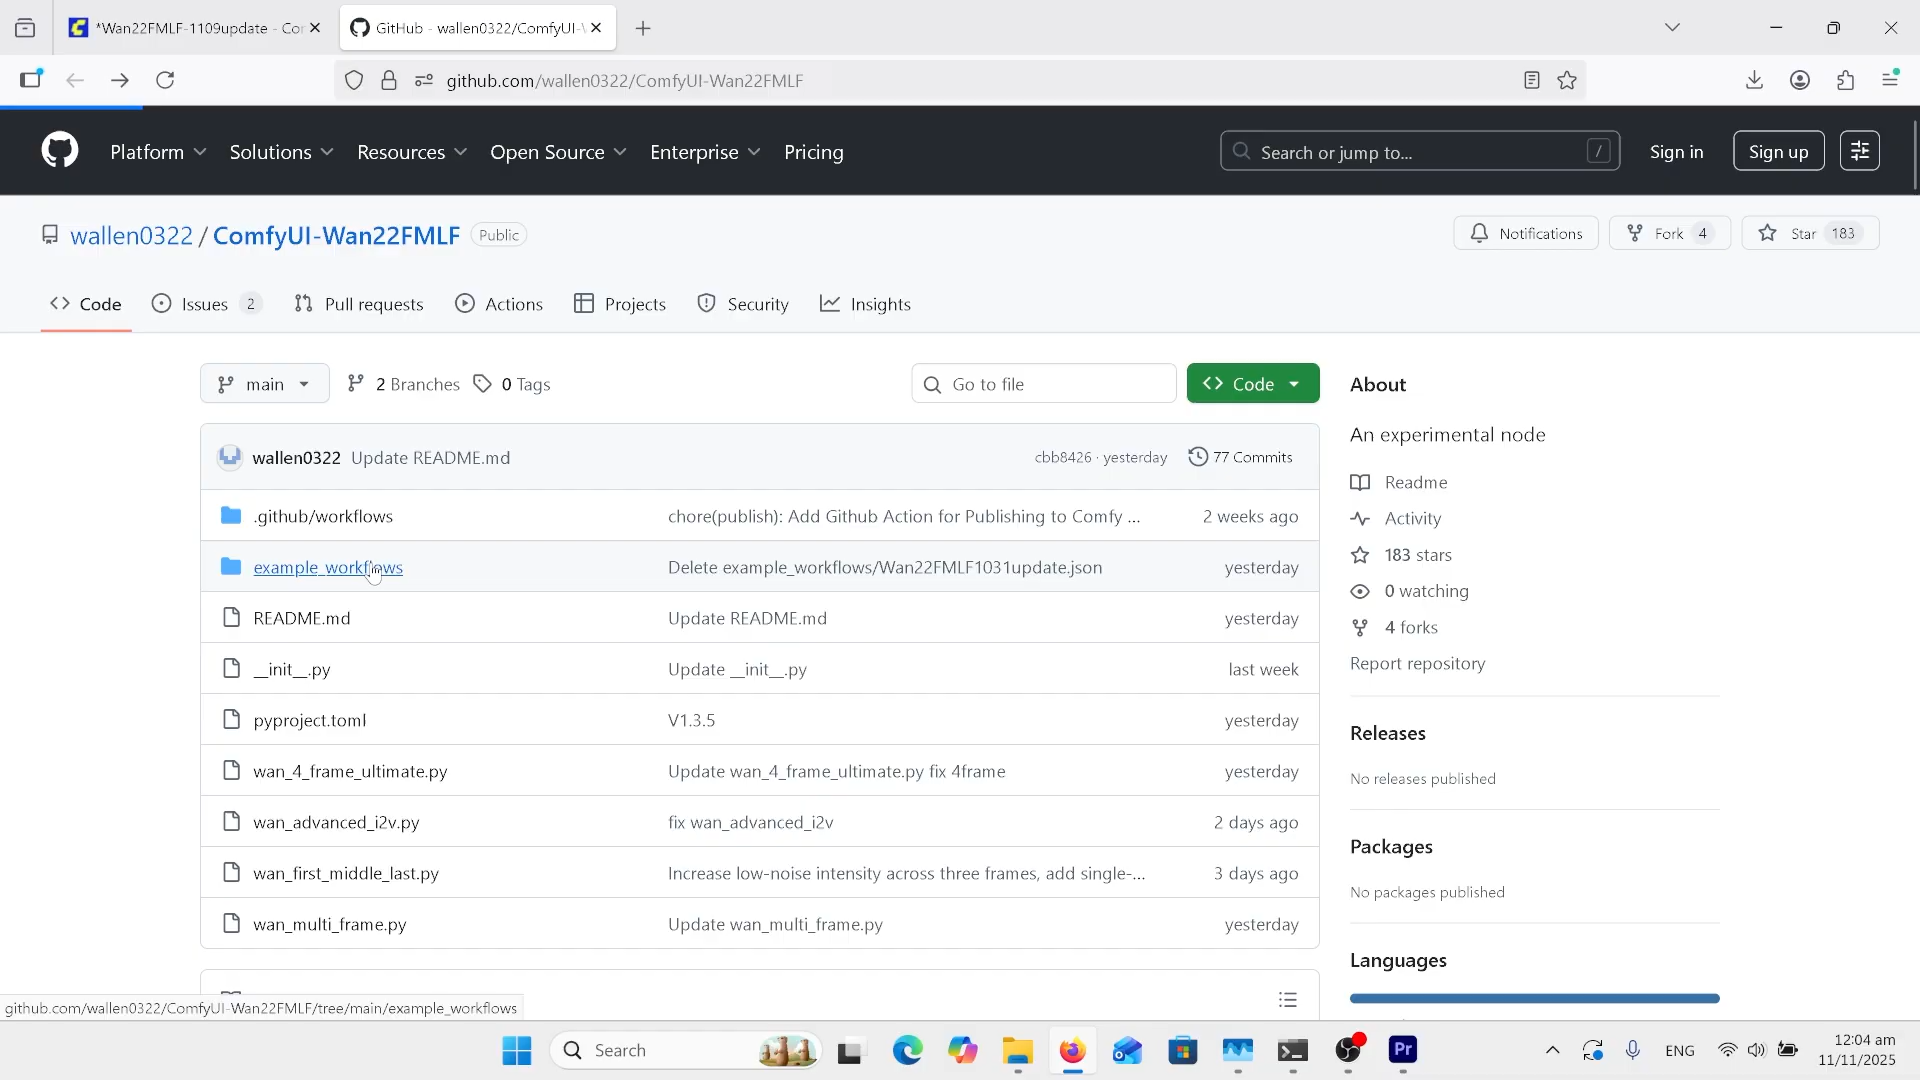 *Wan22FMLF-1109update - Cor
GitHub - wallen0322/ComfyUI-\
github.com/wallen0322/ComfyUI-Wan22FMLF
Platform
Solutions
Resources
Open Source
Enterprise
Pricing
Search or jump to...
/
Sign in
Sign up
wallen0322 / ComfyUI-Wan22FMLF
Public
Notifications
Fork 4
Star 183
Code
Issues 2
Pull requests
Actions
Projects
Security
Insights
main
2 Branches
0 Tags
Go to file
Code
wallen0322 Update README.md
cbb8426 · yesterday
77 Commits
.github/workflows
chore(publish): Add Github Action for Publishing to Comfy ...
2 weeks ago
example_workflows
Delete example_workflows/Wan22FMLF1031update.json
yesterday
README.md
Update README.md
yesterday
__init__.py
Update __init__.py
last week
pyproject.toml
V1.3.5
yesterday
wan_4_frame_ultimate.py
Update wan_4_frame_ultimate.py fix 4frame
yesterday
wan_advanced_i2v.py
fix wan_advanced_i2v
2 days ago
wan_first_middle_last.py
Increase low-noise intensity across three frames, add single-...
3 days ago
wan_multi_frame.py
Update wan_multi_frame.py
yesterday
About
An experimental node
Readme
Activity
183 stars
0 watching
4 forks
Report repository
Releases
No releases published
Packages
No packages published
Languages
github.com/wallen0322/ComfyUI-Wan22FMLF/tree/main/example_workflows
Search
Pr
ENG
12:04 am
11/11/2025